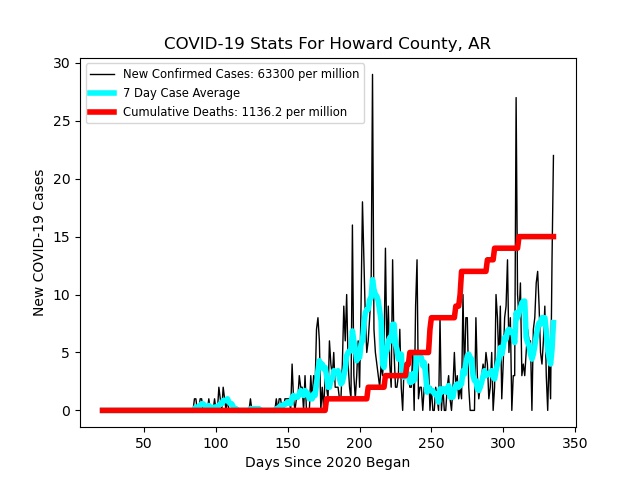 COVID-19 Stats For Howard County, AR
New Confirmed Cases: 63300 per million
7 Day Case Average
Cumulative Deaths: 1136.2 per million
New COVID-19 Cases
30
25
20
15
10
5
0
50
100
150
200
250
300
350
Days Since 2020 Began